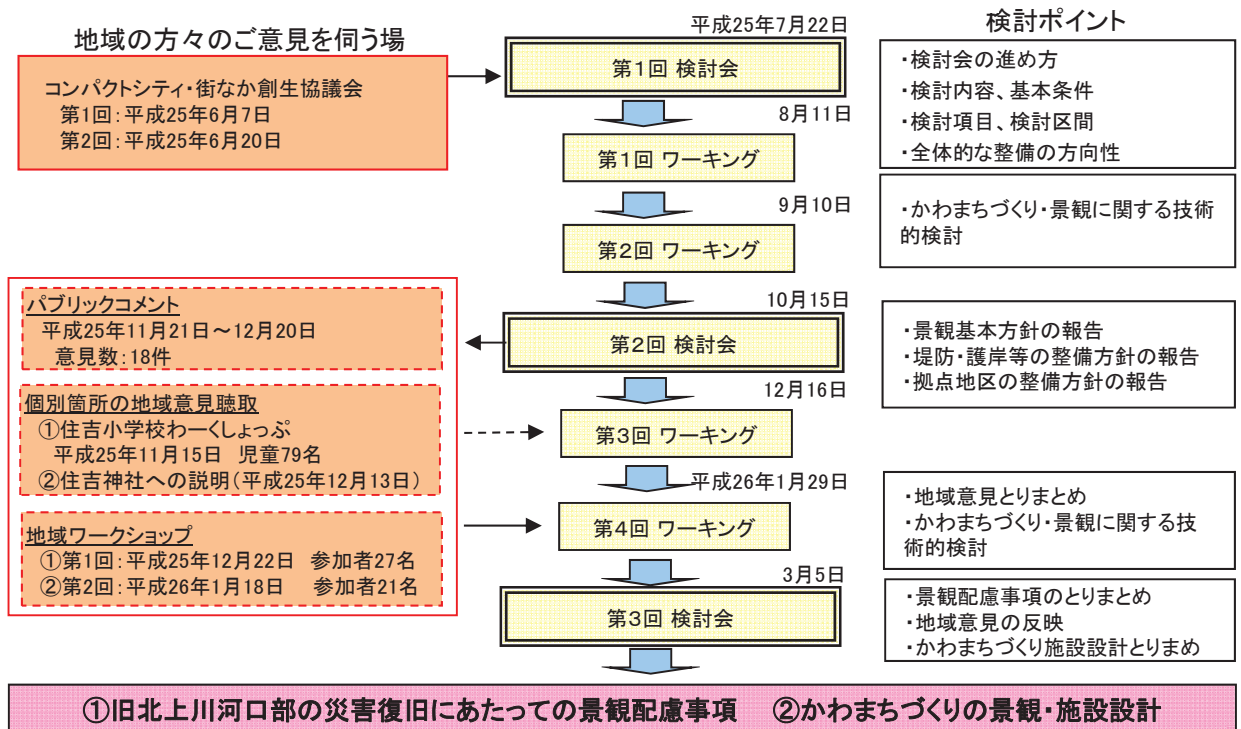 地域の方々のご意見を伺う場
コンパクトシティ・街なか創生協議会
第1回：平成25年6月7日
第2回：平成25年6月20日
パブリックコメント
平成25年11月21日～12月20日
意見数：18件
個別箇所の地域意見聴取
①住吉小学校わーくしょっぷ
平成25年11月15日 児童79名
②住吉神社への説明（平成25年12月13日）
地域ワークショップ
①第1回：平成25年12月22日 参加者27名
②第2回：平成26年1月18日 参加者21名
平成25年7月22日
第1回 検討会
8月11日
第1回 ワーキング
9月10日
第2回 ワーキング
10月15日
第2回 検討会
12月16日
第3回 ワーキング
平成26年1月29日
第4回 ワーキング
3月5日
第3回 検討会
検討ポイント
・検討会の進め方
・検討内容、基本条件
・検討項目、検討区間
・全体的な整備の方向性
・かわまちづくり・景観に関する技術
的検討
・景観基本方針の報告
・堤防・護岸等の整備方針の報告
・拠点地区の整備方針の報告
・地域意見とりまとめ
・かわまちづくり・景観に関する技
術的検討
・景観配慮事項のとりまとめ
・地域意見の反映
・かわまちづくり施設設計とりまめ
①旧北上川河口部の災害復旧にあたっての景観配慮事項 ②かわまちづくりの景観・施設設計